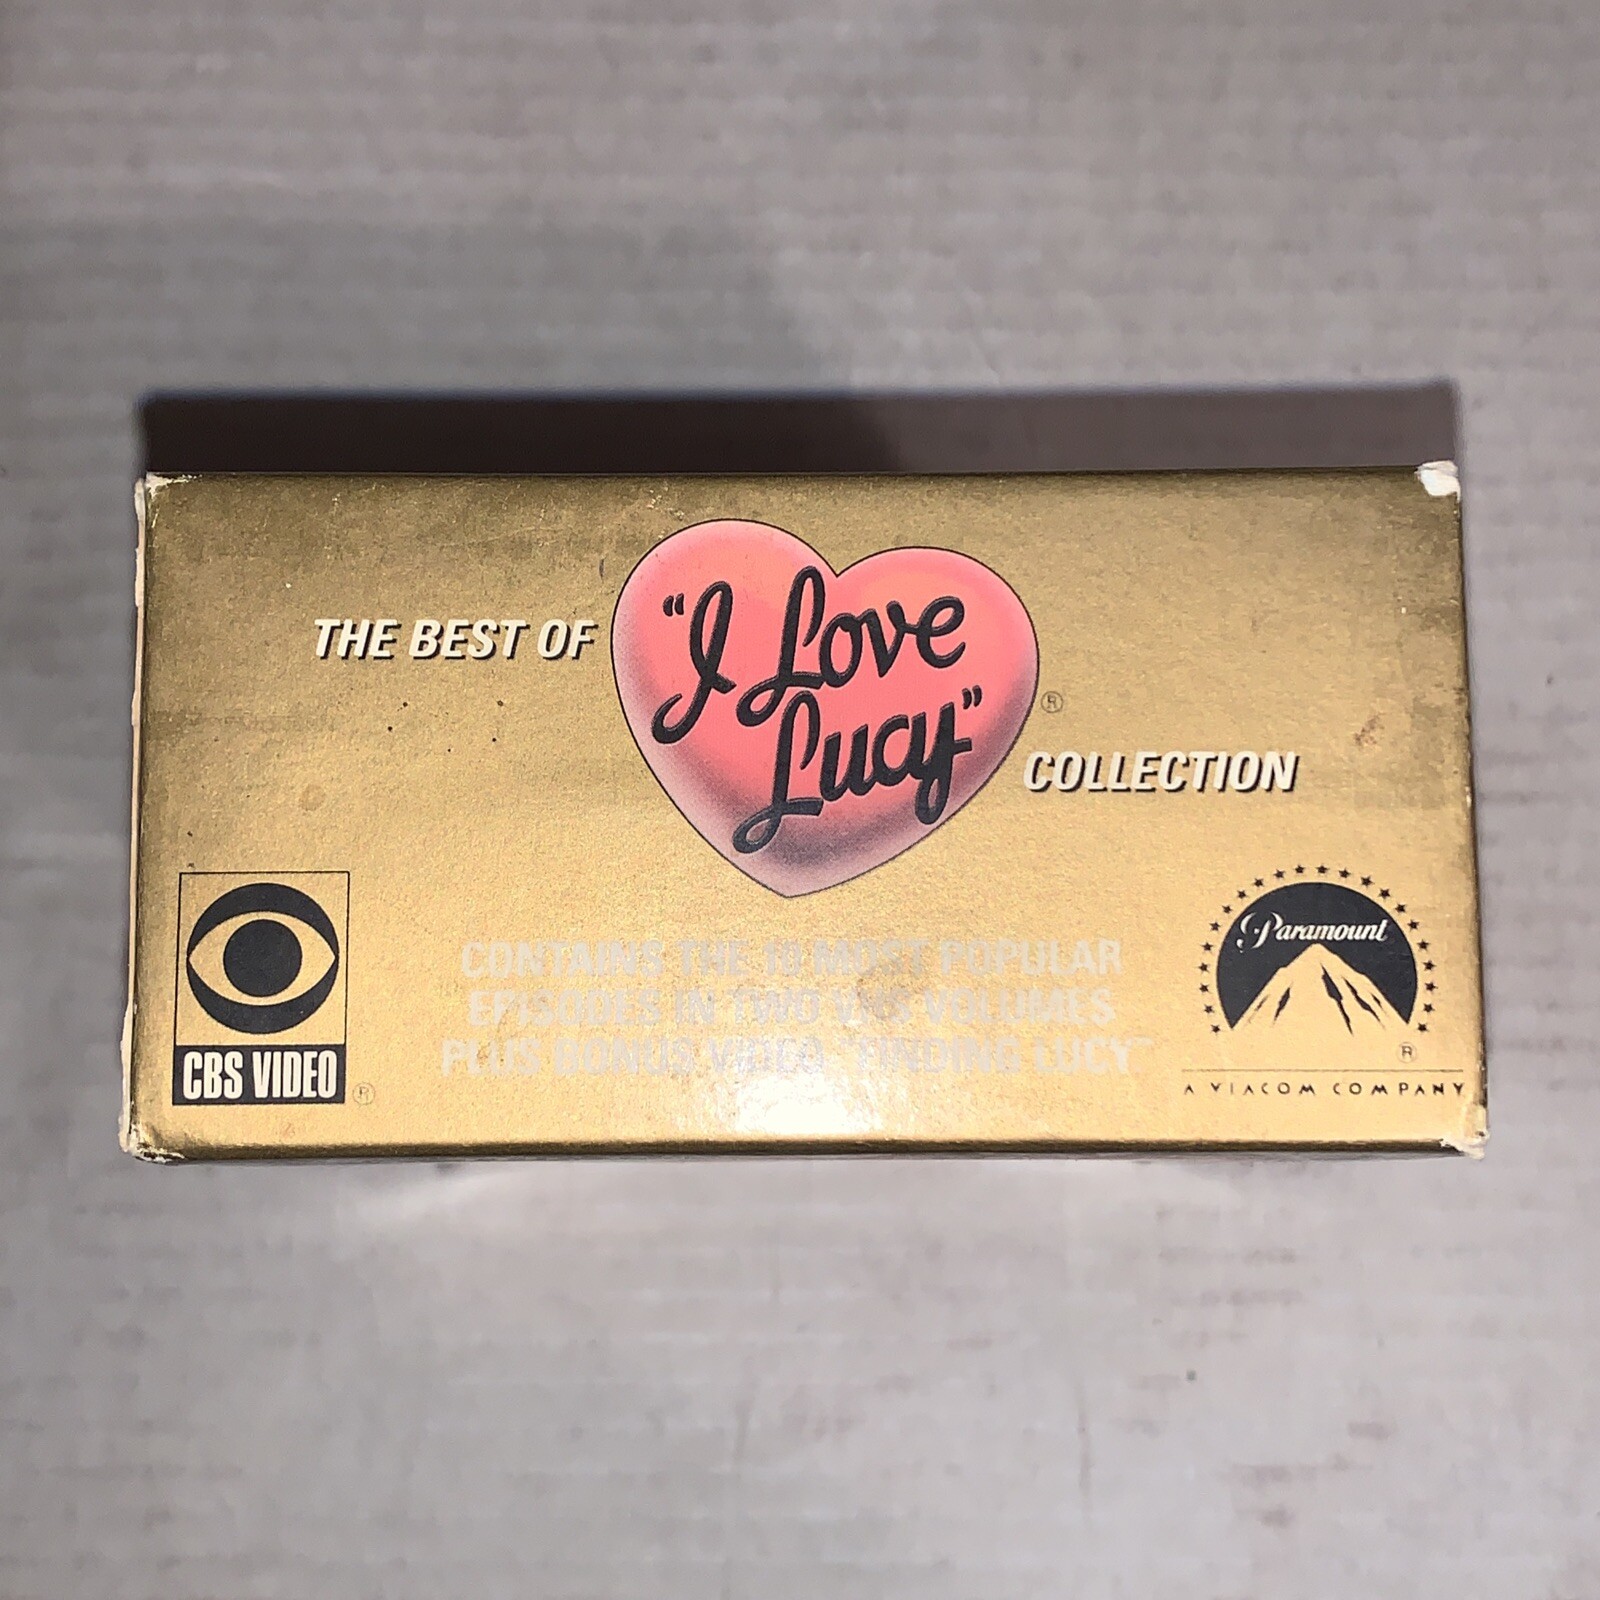 THE BEST OF
"I Love
Lucy"
®
COLLECTION
CONTAINS THE 10 MOST POPULAR
EPISODES IN TWO VHS VOLUMES
PLUS BONUS VIDEO "FINDING LUCY"
CBS VIDEO ®
Paramount
®
A VIACOM COMPANY